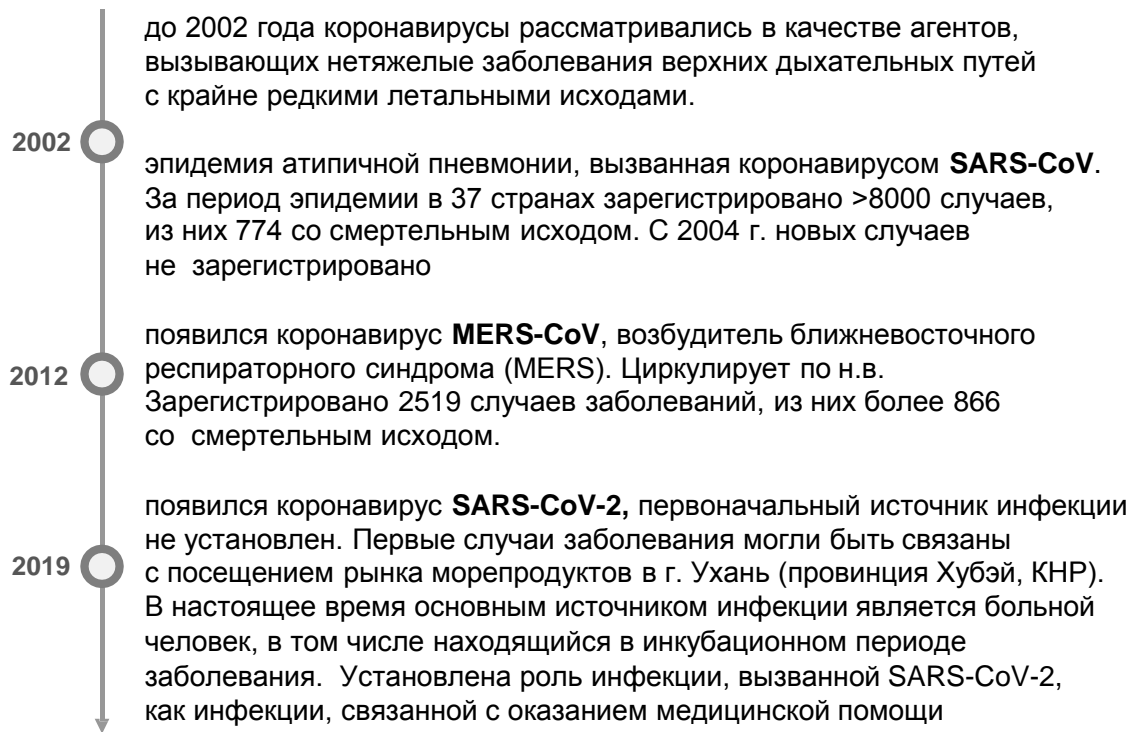 до 2002 года коронавирусы рассматривались в качестве агентов,
вызывающих нетяжелые заболевания верхних дыхательных путей
с крайне редкими летальными исходами.
2002
эпидемия атипичной пневмонии, вызванная коронавирусом SARS-CoV.
За период эпидемии в 37 странах зарегистрировано >8000 случаев,
из них 774 со смертельным исходом. С 2004 г. новых случаев
не зарегистрировано
появился коронавирус MERS-CoV, возбудитель ближневосточного
2012
респираторного синдрома (MERS). Циркулирует по н.в.
Зарегистрировано 2519 случаев заболеваний, из них более 866
со смертельным исходом.
появился коронавирус SARS-CoV-2, первоначальный источник инфекции
не установлен. Первые случаи заболевания могли быть связаны
2019
с посещением рынка морепродуктов в г. Ухань (провинция Хубэй, КНР).
В настоящее время основным источником инфекции является больной
человек, в том числе находящийся в инкубационном периоде
заболевания. Установлена роль инфекции, вызванной SARS-CoV-2,
как инфекции, связанной с оказанием медицинской помощи